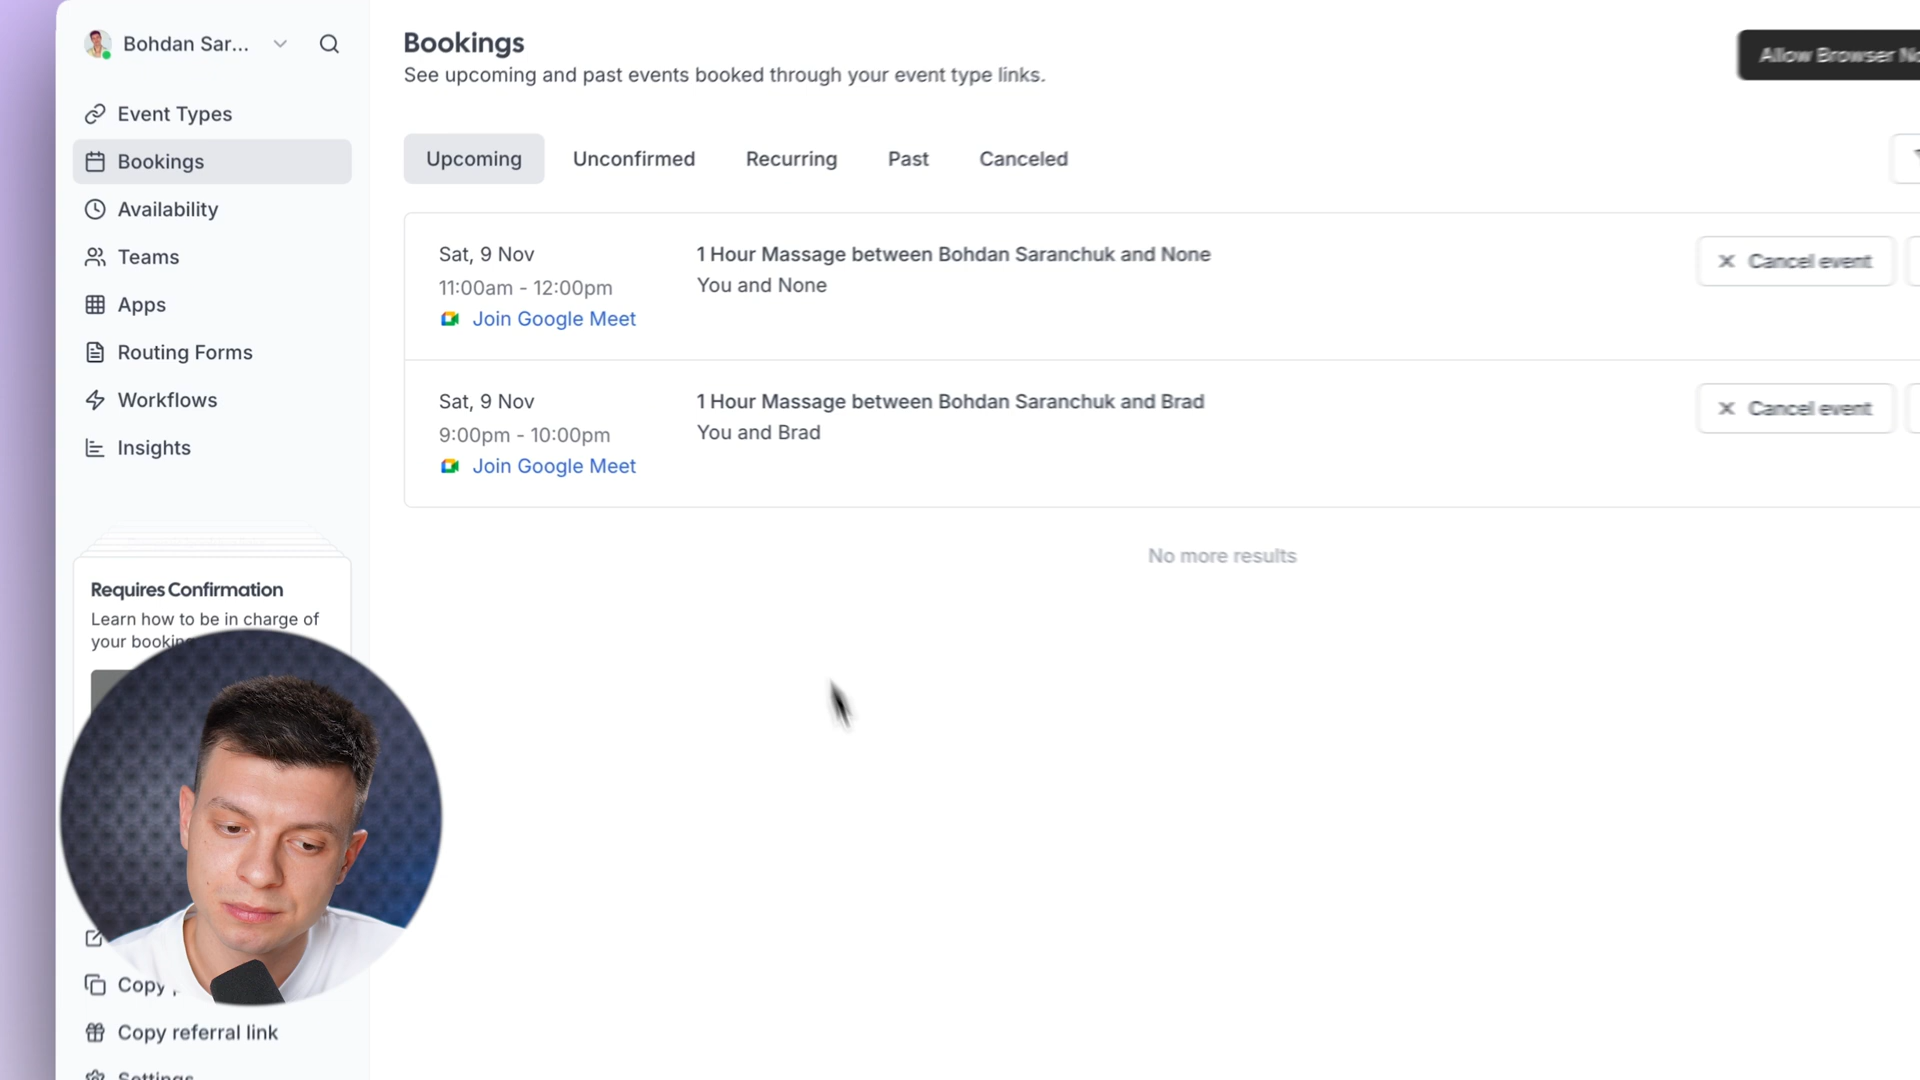 Bohdan Sar...
Event Types
Bookings
Availability
Teams
Apps
Routing Forms
Workflows
Insights
Requires Confirmation
Learn how to be in charge of
your
Copy
Copy referral link
Settings
Bookings
See upcoming and past events booked through your event type links.
Allow Browser
Upcoming
Unconfirmed
Recurring
Past
Canceled
Sat, 9 Nov
11:00am - 12:00pm
Join Google Meet
1 Hour Massage between Bohdan Saranchuk and None
You and None
Cancel event
Sat, 9 Nov
9:00pm - 10:00pm
Join Google Meet
1 Hour Massage between Bohdan Saranchuk and Brad
You and Brad
Cancel event
No more results